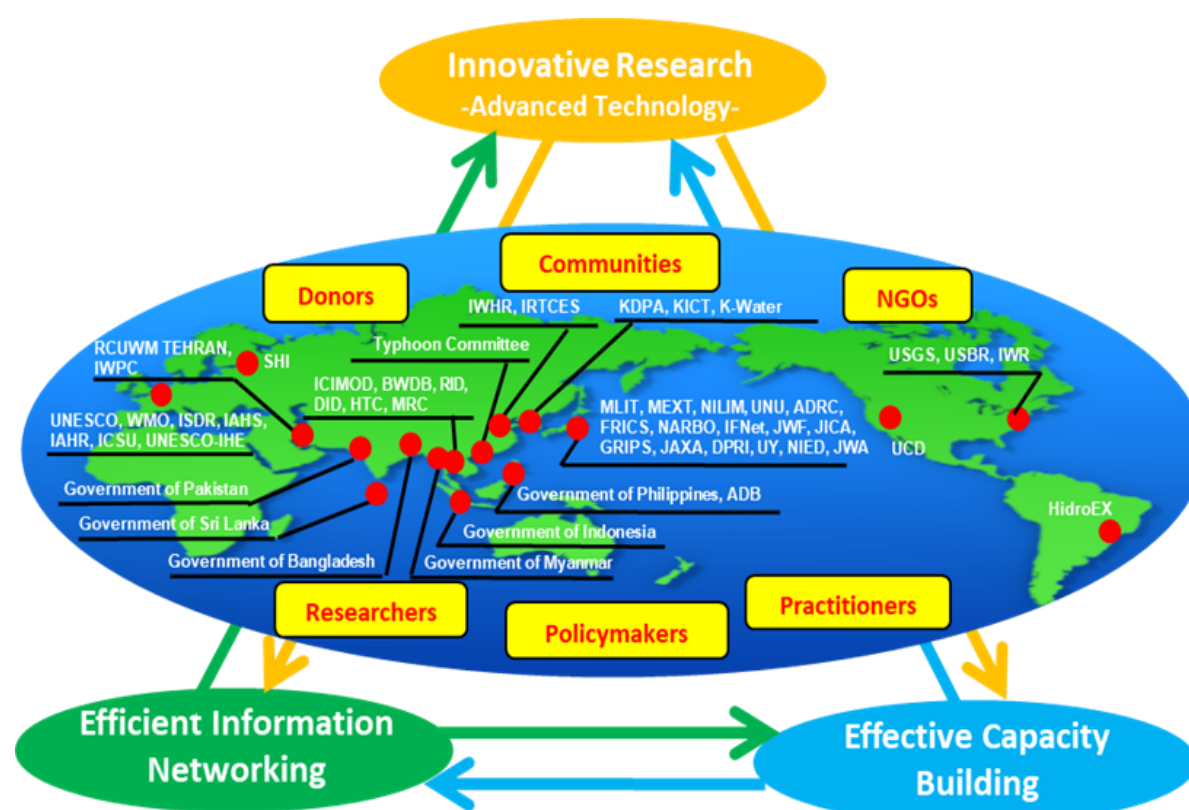 Innovative Research
-Advanced Technology-
Communities
Donors
NGOs
IWHR, IRTCES
KDPA, KICT, K-Water
Typhoon Committee
RCUWM TEHRAN,
IWPC
SHI
USGS, USBR, IWR
ICIMOD, BWDB, RID,
DID, HTC, MRC
MLIT, MEXT, NILIM, UNU, ADRC,
FRICS, NARBO, IFNet, JWF, JICA,
GRIPS, JAXA, DPRI, UY, NIED, JWA
UNESCO, WMO, ISDR, IAHS,
IAHR, ICSU, UNESCO-IHE
UCD
Government of Pakistan
Government of Philippines, ADB
HidroEX
Government of Sri Lanka
Government of Indonesia
Government of Bangladesh
Government of Myanmar
Researchers
Policymakers
Practitioners
Efficient Information
Networking
Effective Capacity
Building